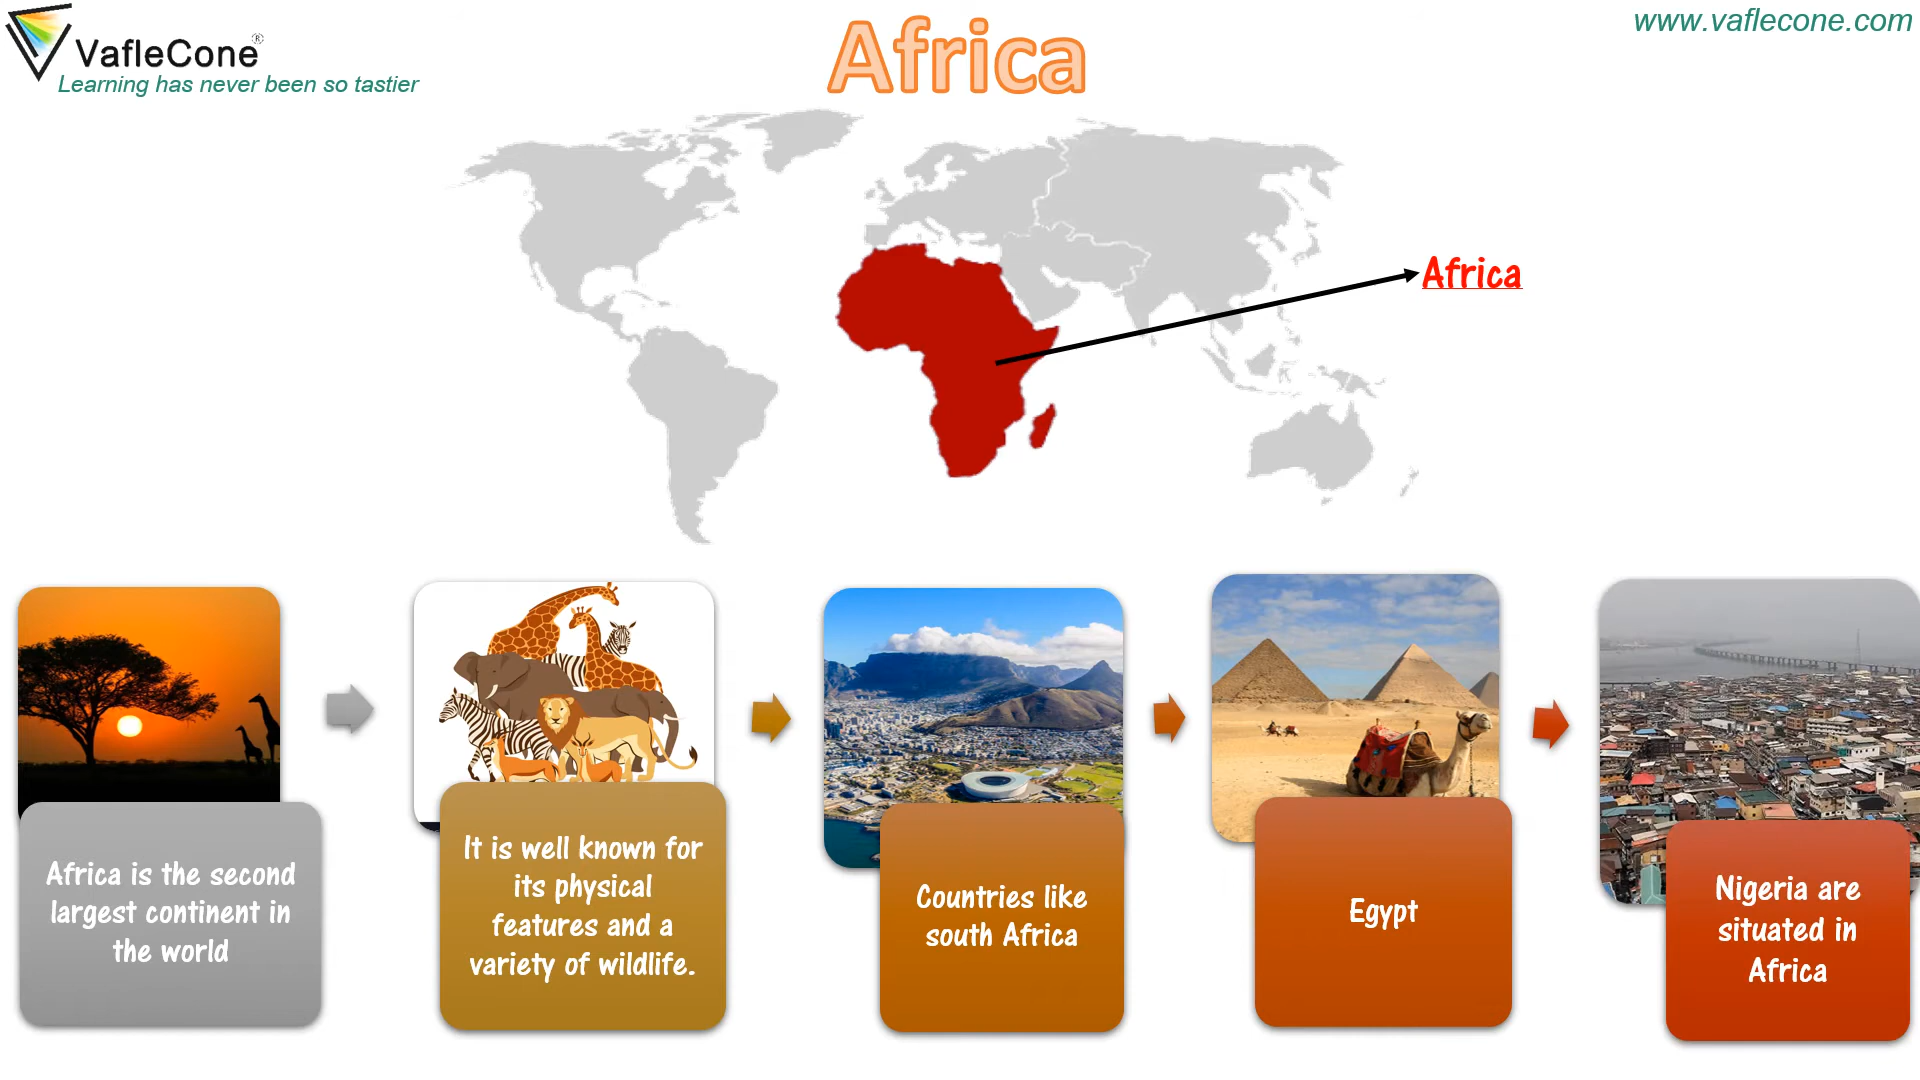 VafleCone®
Learning has never been so tastier
Africa
www.vaflecone.com
Africa
Africa is the second
largest continent in
the world
It is well known for
its physical
features and a
variety of wildlife.
Countries like
south Africa
Egypt
Nigeria are
situated in
Africa